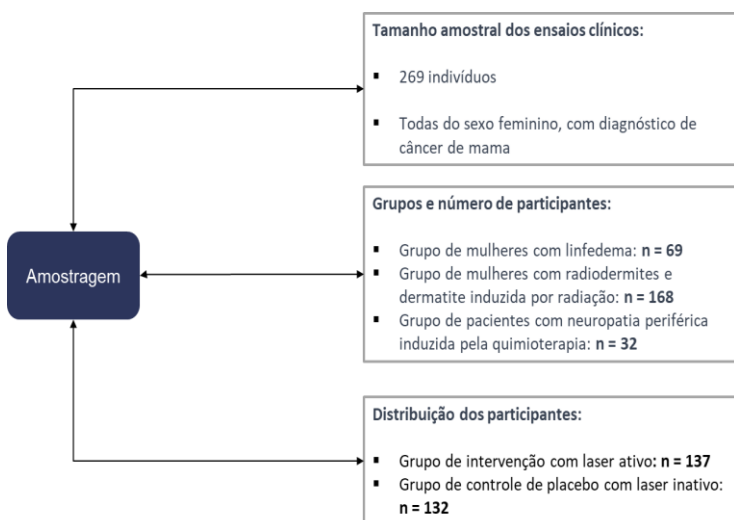 Tamanho amostral dos ensaios clínicos:
▪ 269 indivíduos
▪ Todas do sexo feminino, com diagnóstico de
câncer de mama
Grupos e número de participantes:
▪ Grupo de mulheres com linfedema: n = 69
▪ Grupo de mulheres com radiodermites e
dermatite induzida por radiação: n = 168
▪ Grupo de pacientes com neuropatia periférica
induzida pela quimioterapia: n = 32
Amostragem
Distribuição dos participantes:
▪ Grupo de intervenção com laser ativo: n = 137
▪ Grupo de controle de placebo com laser inativo:
n = 132